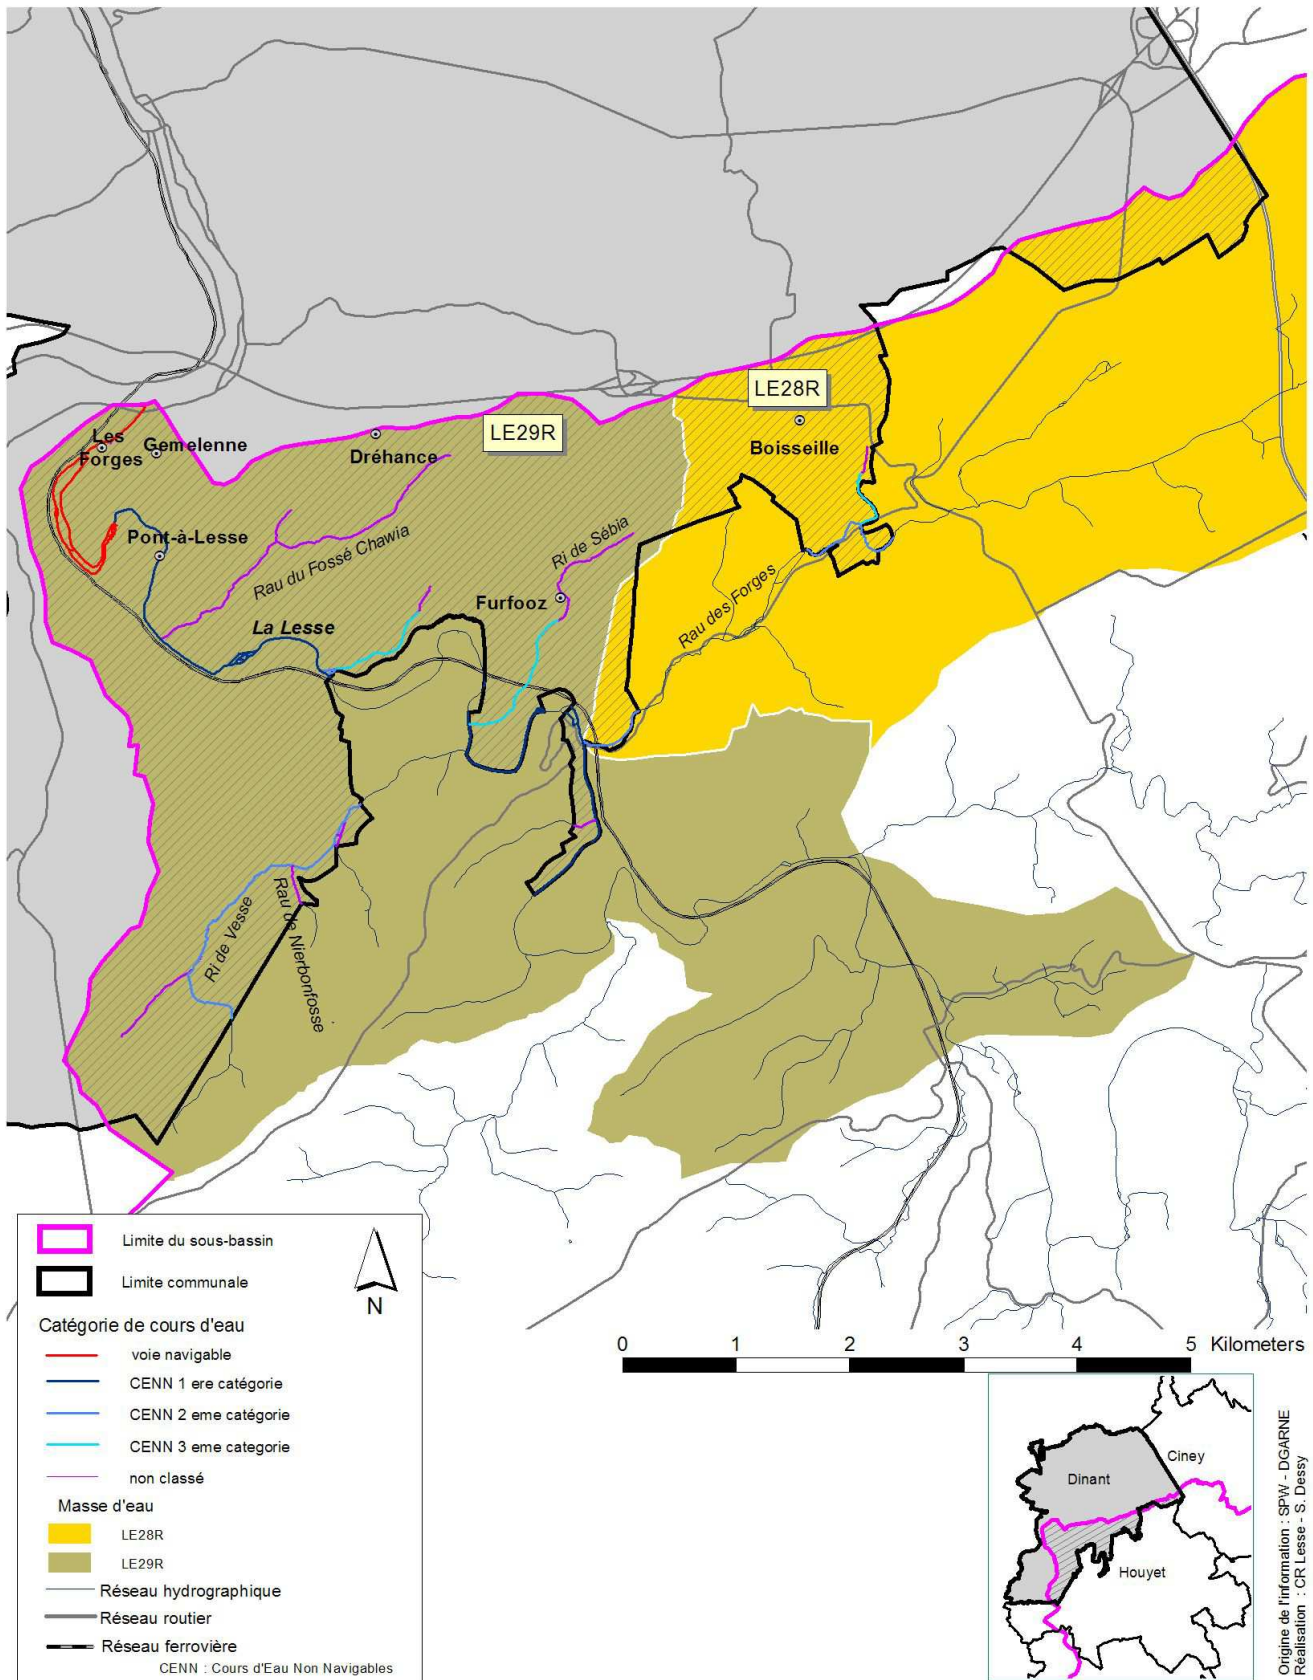 LE28R
LE29R
Boisseille
Les
Forges
Gemelenne
Dréhance
Pont-à-Lesse
Rau du Fossé Chawia
Ri de Sébia
Furfooz
Rau des Forges
La Lesse
Ri de Vesse
Rau de Nierbonfosse
Limite du sous-bassin
Limite communale
N
Catégorie de cours d'eau
voie navigable
CENN 1 ere catégorie
CENN 2 eme catégorie
CENN 3 eme categorie
non classé
Masse d'eau
LE28R
LE29R
Réseau hydrographique
Réseau routier
Réseau ferrovière
CENN : Cours d'Eau Non Navigables
0 1 2 3 4 5 Kilometers
Ciney
Dinant
Houyet
Origine de l'information : SPW - DGARNE
Réalisation : CR Lesse - S. Dessy